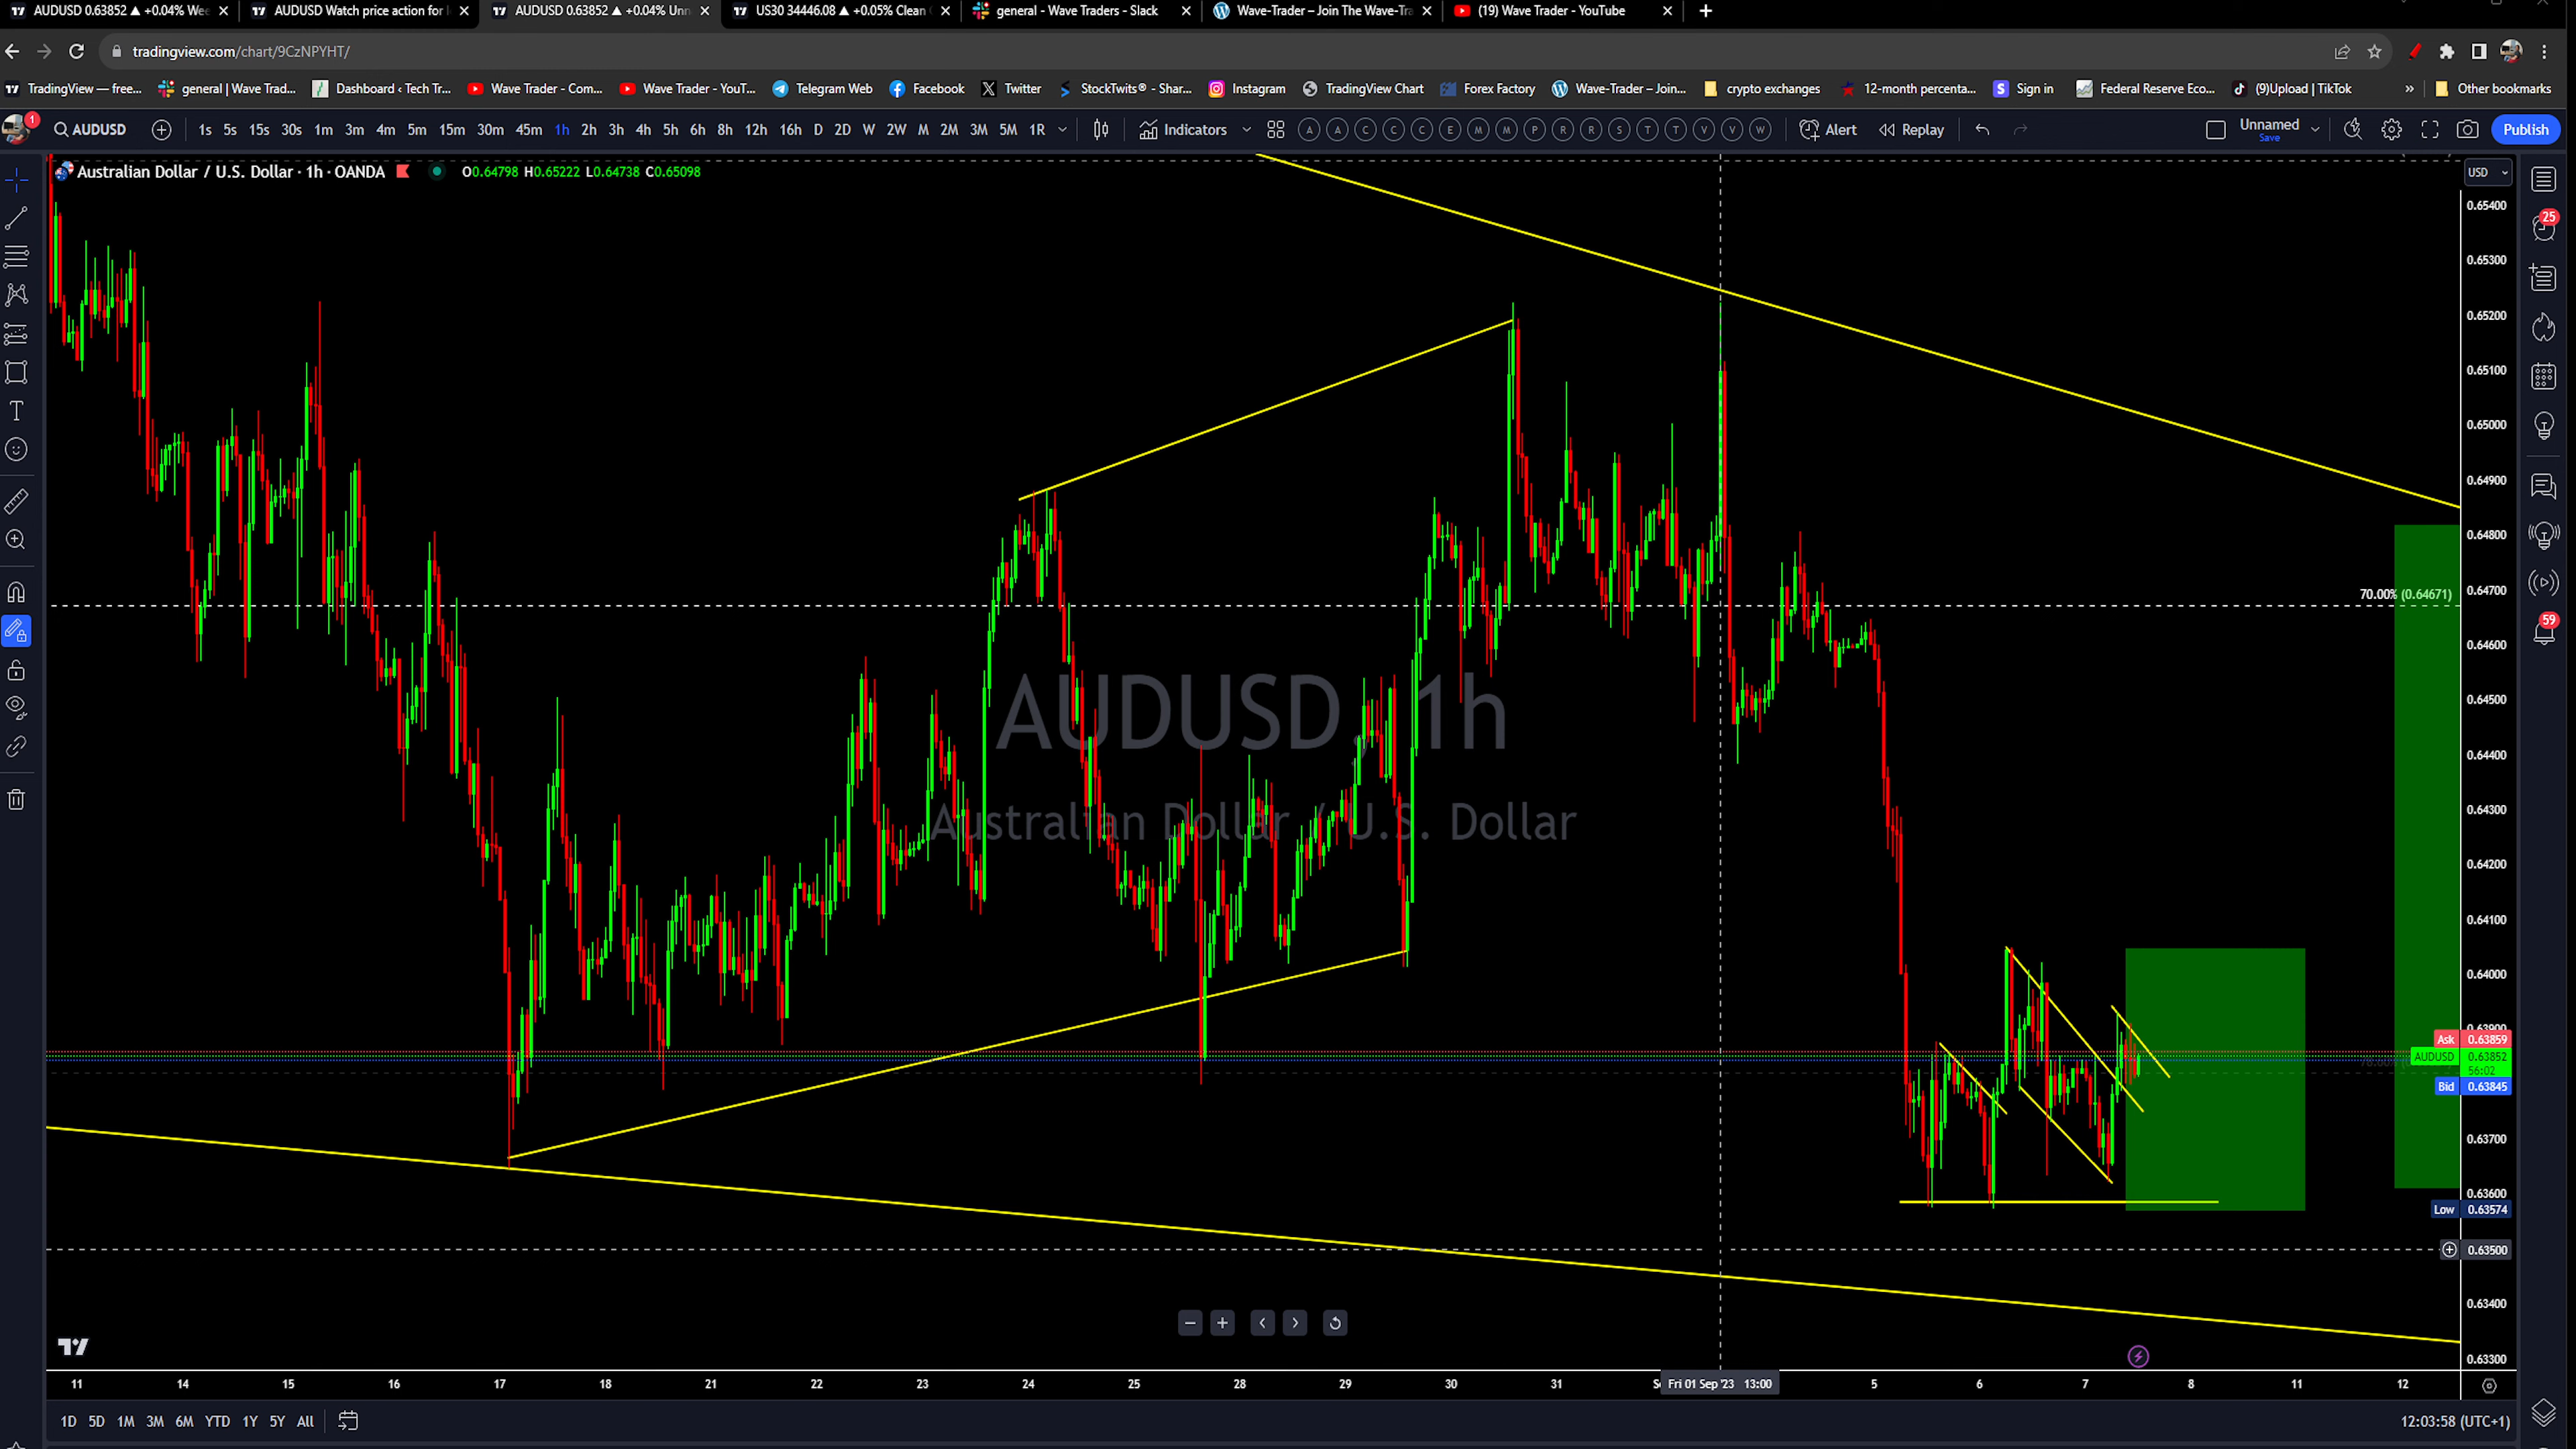 AUDUSD 0.63852 ▲ +0.04% Wee
AUDUSD Watch price action for
AUDUSD 0.63852 ▲ +0.04% Unn
US30 34446.08 ▲ +0.05% Clean
general - Wave Traders - Slack
Wave-Trader – Join The Wave-Tra
(19) Wave Trader - YouTube
tradingview.com/chart/9CzNPYHT/
TradingView — free...
general | Wave Trad...
Dashboard ‹ Tech Tr...
Wave Trader - Com...
Wave Trader - YouT...
Telegram Web
Facebook
Twitter
StockTwits® - Shar...
Instagram
TradingView Chart
Forex Factory
Wave-Trader – Join...
crypto exchanges
12-month percenta...
Sign in
Federal Reserve Eco...
(9)Upload | TikTok
»
Other bookmarks
1
AUDUSD
1s 5s 15s 30s 1m 3m 4m 5m 15m 30m 45m 1h 2h 3h 4h 5h 6h 8h 12h 16h D 2D W 2W M 2M 3M 5M 1R
Indicators
A A C C C E M M P R R S T T V V W
Alert
Replay
Unnamed
Save
Publish
Australian Dollar / U.S. Dollar · 1h · OANDA
O0.64798 H0.65222 L0.64738 C0.65098
USD
0.65400
0.65300
0.65200
0.65100
0.65000
0.64900
0.64800
70.00% (0.64671)
0.64700
0.64600
0.64500
0.64400
0.64300
0.64200
0.64100
0.64000
0.63900
Ask 0.63859
AUDUSD 0.63852
56:02
Bid 0.63845
0.63700
0.63600
Low 0.63574
0.63500
0.63400
0.63300
AUDUSD, 1h
Australian Dollar / U.S. Dollar
25
59
11 14 15 16 17 18 21 22 23 24 25 28 29 30 31 Fri 01 Sep '23 13:00 5 6 7 8 11 12
1D 5D 1M 3M 6M YTD 1Y 5Y All
12:03:58 (UTC+1)